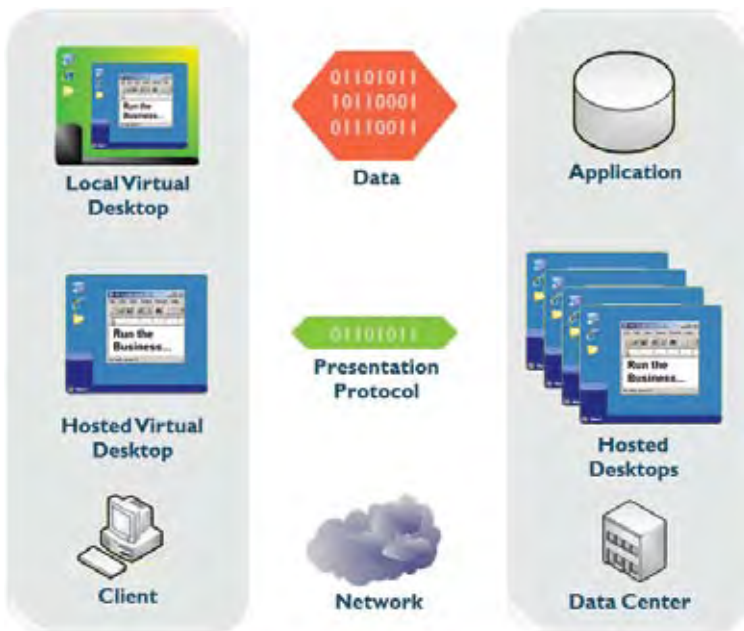 Run the
Business...
Local Virtual
Desktop
01101011
10110001
01110011
Data
Application
Run the
Business...
Hosted Virtual
Desktop
01101011
Presentation
Protocol
Run the
Business...
Hosted
Desktops
Client
Network
Data Center